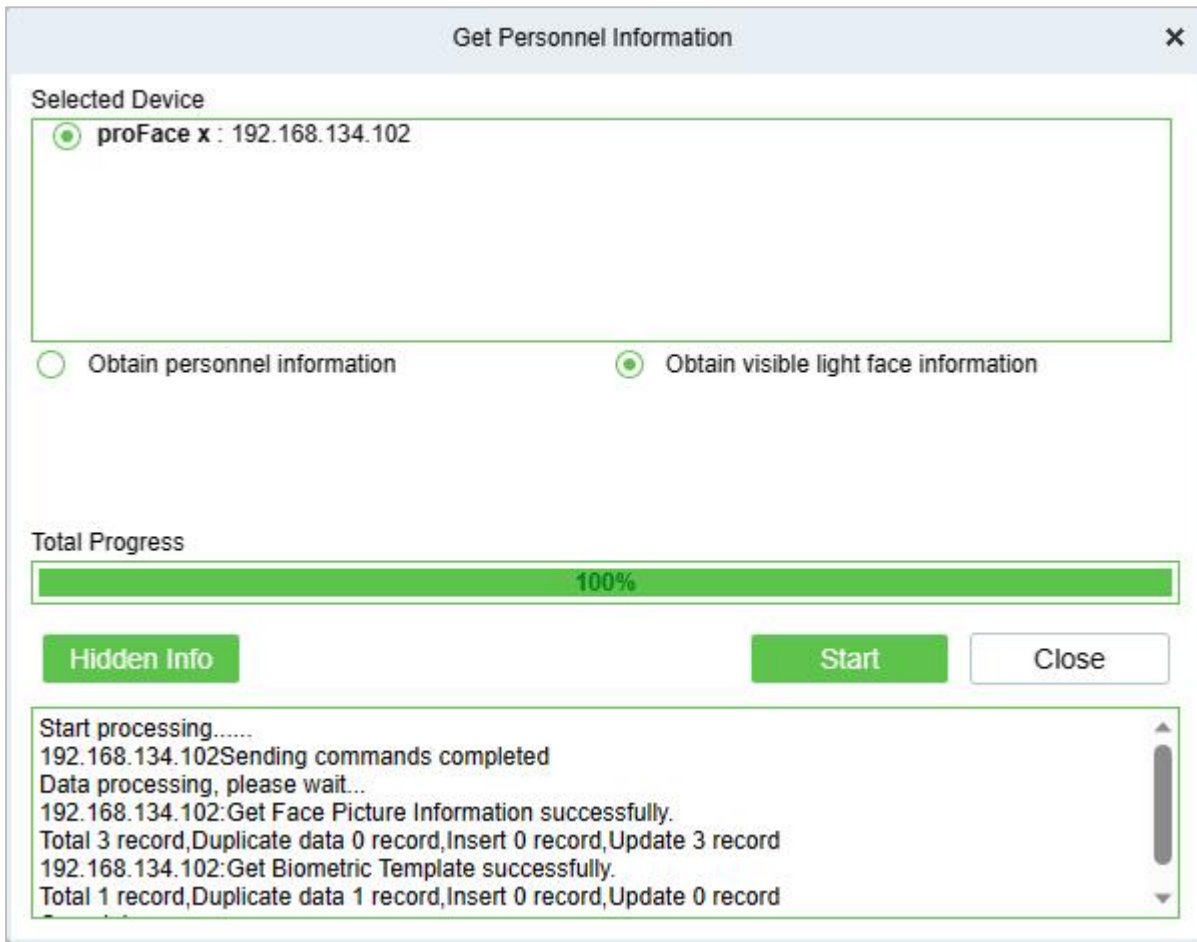 Get Personnel Information ×
Selected Device
proFace x : 192.168.134.102
Obtain personnel information Obtain visible light face information
Total Progress
100%
Hidden Info Start Close
Start processing......
192.168.134.102Sending commands completed
Data processing, please wait...
192.168.134.102:Get Face Picture Information successfully.
Total 3 record,Duplicate data 0 record,Insert 0 record,Update 3 record
192.168.134.102:Get Biometric Template successfully.
Total 1 record,Duplicate data 1 record,Insert 0 record,Update 0 record